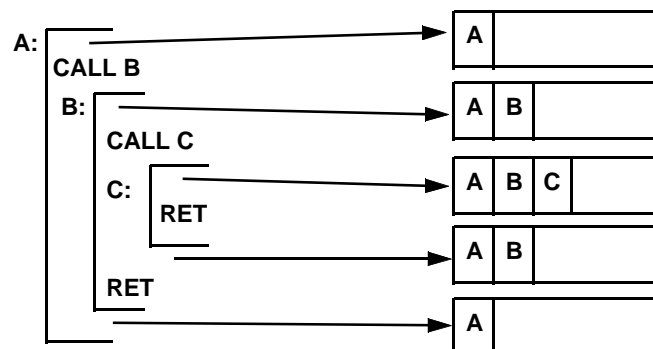 A: A
CALL B
B: A B
CALL C
C: A B C
RET
A B
RET
A